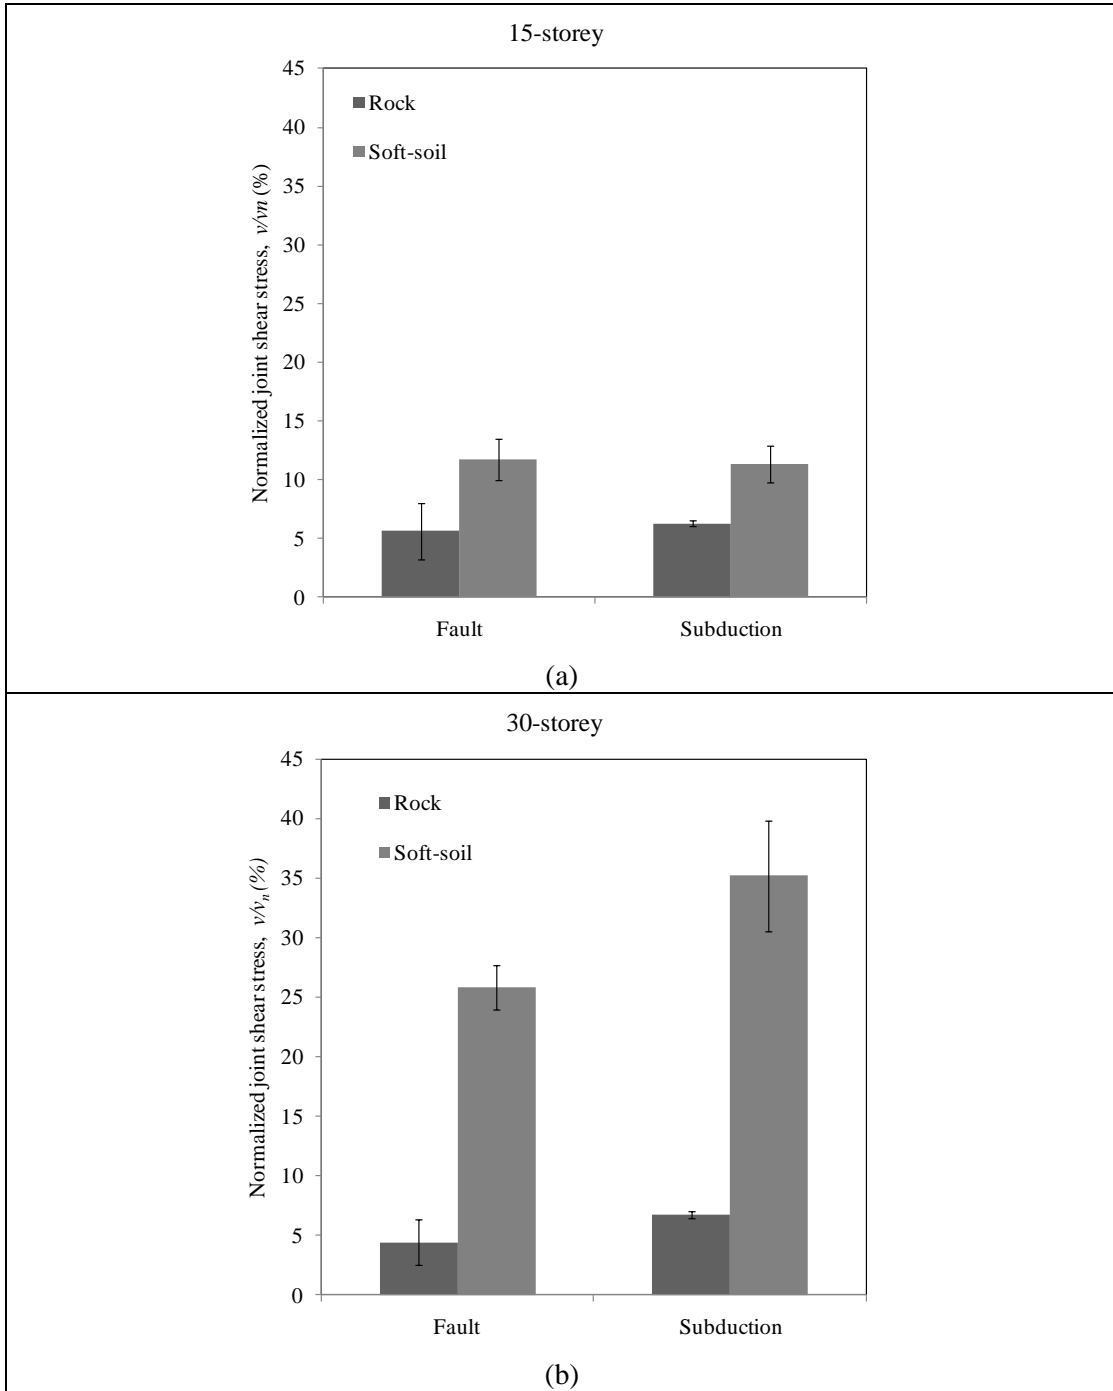 15-storey
45
40
35
30
25
20
15
10
5
0
Normalized joint shear stress, v/vn (%)
Rock
Soft-soil
Fault Subduction
(a)
30-storey
45
40
35
30
25
20
15
10
5
0
Normalized joint shear stress, v/vₙ (%)
Rock
Soft-soil
Fault Subduction
(b)